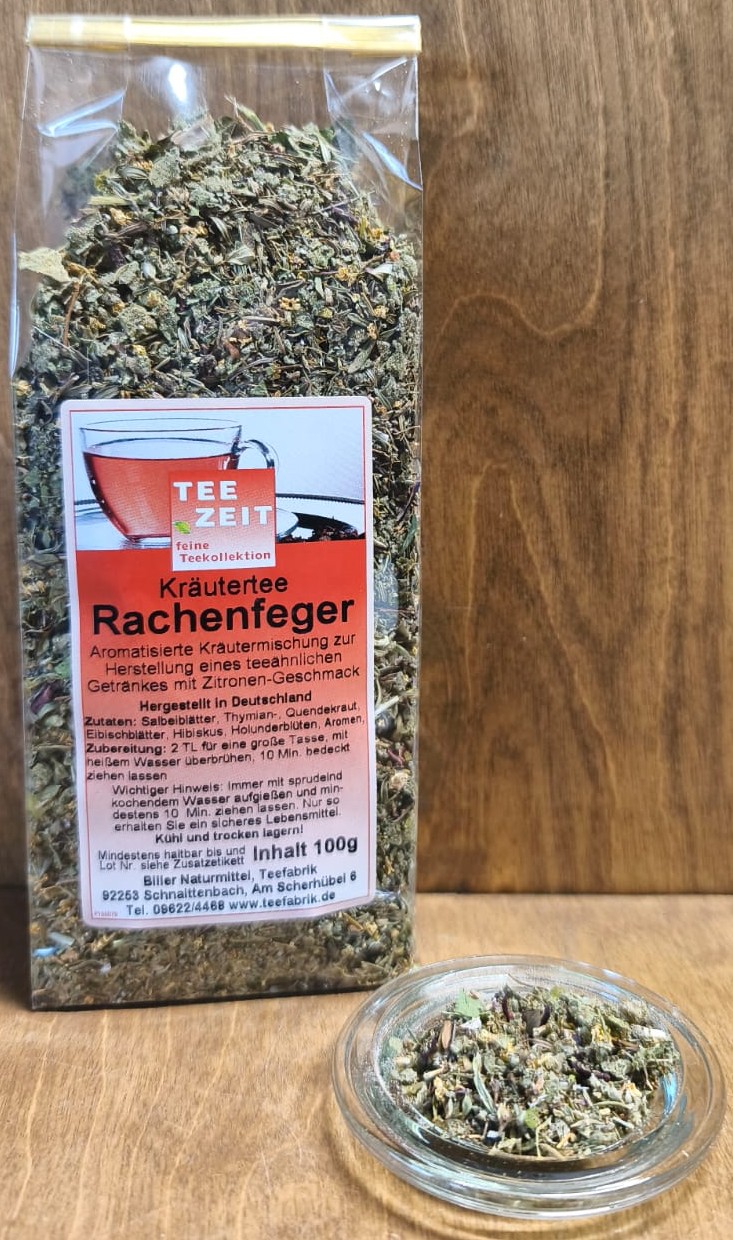 TEE
ZEIT
feine
Teekollektion
Kräutertee
Rachenfeger
Aromatisierte Kräutermischung zur
Herstellung eines teeähnlichen
Getränkes mit Zitronen-Geschmack
Hergestellt in Deutschland
Zutaten: Salbeiblätter, Thymian-, Quendekraut,
Eibischblätter, Hibiskus, Holunderblüten, Aromen,
Zubereitung: 2 TL für eine große Tasse, mit
heißem Wasser überbrühen, 10 Min. bedeckt
ziehen lassen
Wichtiger Hinweis: Immer mit sprudelnd
kochendem Wasser aufgießen und min-
destens 10 Min. ziehen lassen. Nur so
erhalten Sie ein sicheres Lebensmittel.
Kühl und trocken lagern!
Mindestens haltbar bis und
Lot Nr. siehe Zusatzetikett
Inhalt 100g
Biller Naturmittel, Teefabrik
92253 Schnaittenbach, Am Scherhübel 6
Tel. 09622/4468 www.teefabrik.de